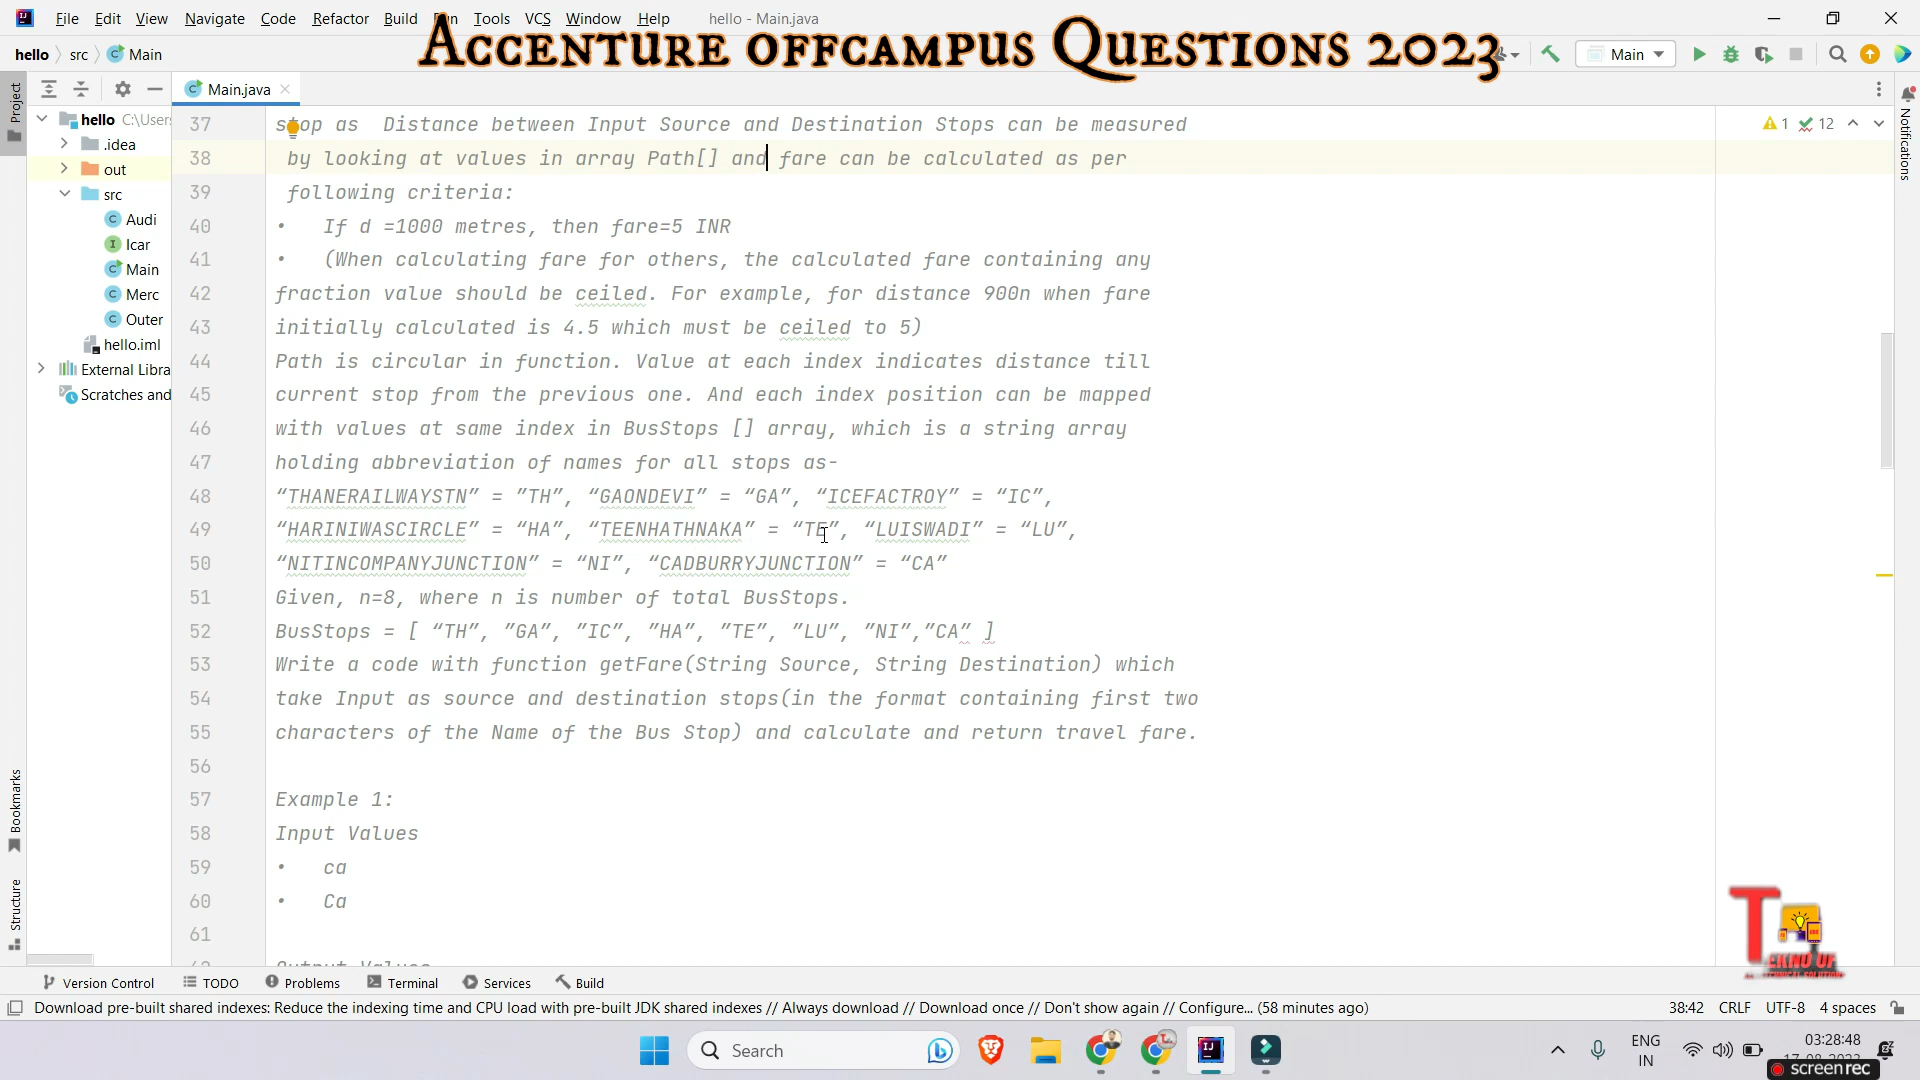 File Edit View Navigate Code Refactor Build Tools VCS Window Help hello - Main.java
Accenture offcampus Questions 2023
hello src Main
Main
Project
Main.java
Notifications
hello C:\Users
.idea
out
src
Audi
Icar
Main
Merc
Outer
hello.iml
External Libra
Scratches and
1 12
37 stop as Distance between Input Source and Destination Stops can be measured
38 by looking at values in array Path[] and fare can be calculated as per
39 following criteria:
40 • If d =1000 metres, then fare=5 INR
41 • (When calculating fare for others, the calculated fare containing any
42 fraction value should be ceiled. For example, for distance 900n when fare
43 initially calculated is 4.5 which must be ceiled to 5)
44 Path is circular in function. Value at each index indicates distance till
45 current stop from the previous one. And each index position can be mapped
46 with values at same index in BusStops [] array, which is a string array
47 holding abbreviation of names for all stops as-
48 “THANERAILWAYSTN” = ”TH”, “GAONDEVI” = “GA”, “ICEFACTROY” = “IC”,
49 “HARINIWASCIRCLE” = “HA”, “TEENHATHNAKA” = “TE”, “LUISWADI” = “LU”,
50 “NITINCOMPANYJUNCTION” = “NI”, “CADBURRYJUNCTION” = “CA”
51 Given, n=8, where n is number of total BusStops.
52 BusStops = [ “TH”, ”GA”, ”IC”, ”HA”, ”TE”, ”LU”, ”NI”,”CA” ]
53 Write a code with function getFare(String Source, String Destination) which
54 take Input as source and destination stops(in the format containing first two
55 characters of the Name of the Bus Stop) and calculate and return travel fare.
56
57 Example 1:
58 Input Values
59 • ca
60 • Ca
61
Bookmarks
Structure
Version Control TODO Problems Terminal Services Build
Download pre-built shared indexes: Reduce the indexing time and CPU load with pre-built JDK shared indexes // Always download // Download once // Don't show again // Configure... (58 minutes ago) 38:42 CRLF UTF-8 4 spaces
Search
ENG
IN
03:28:48
screenrec